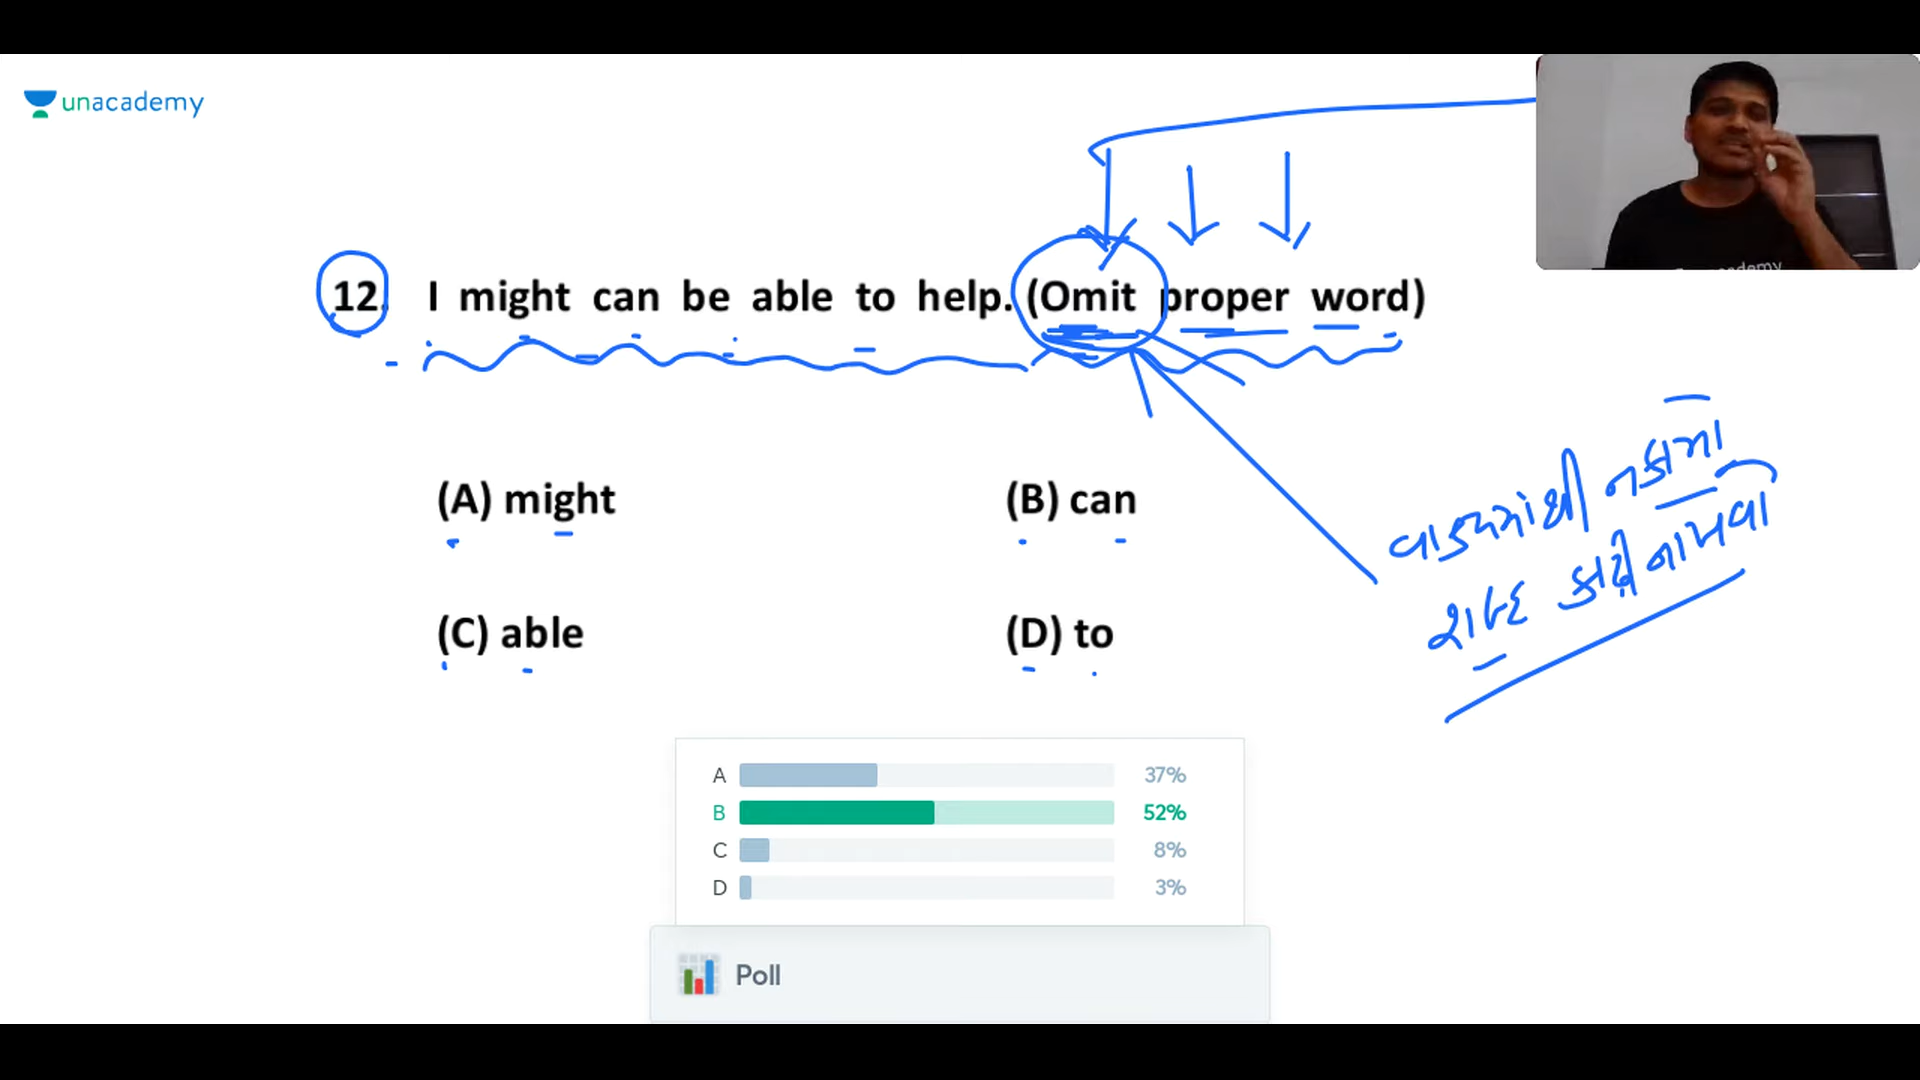 unacademy
12. I might can be able to help. (Omit proper word)
(A) might
(B) can
(C) able
(D) to
વાક્યમાંથી નકામા
શબ્દ કાઢી નાખવા
A 37%
B 52%
C 8%
D 3%
Poll